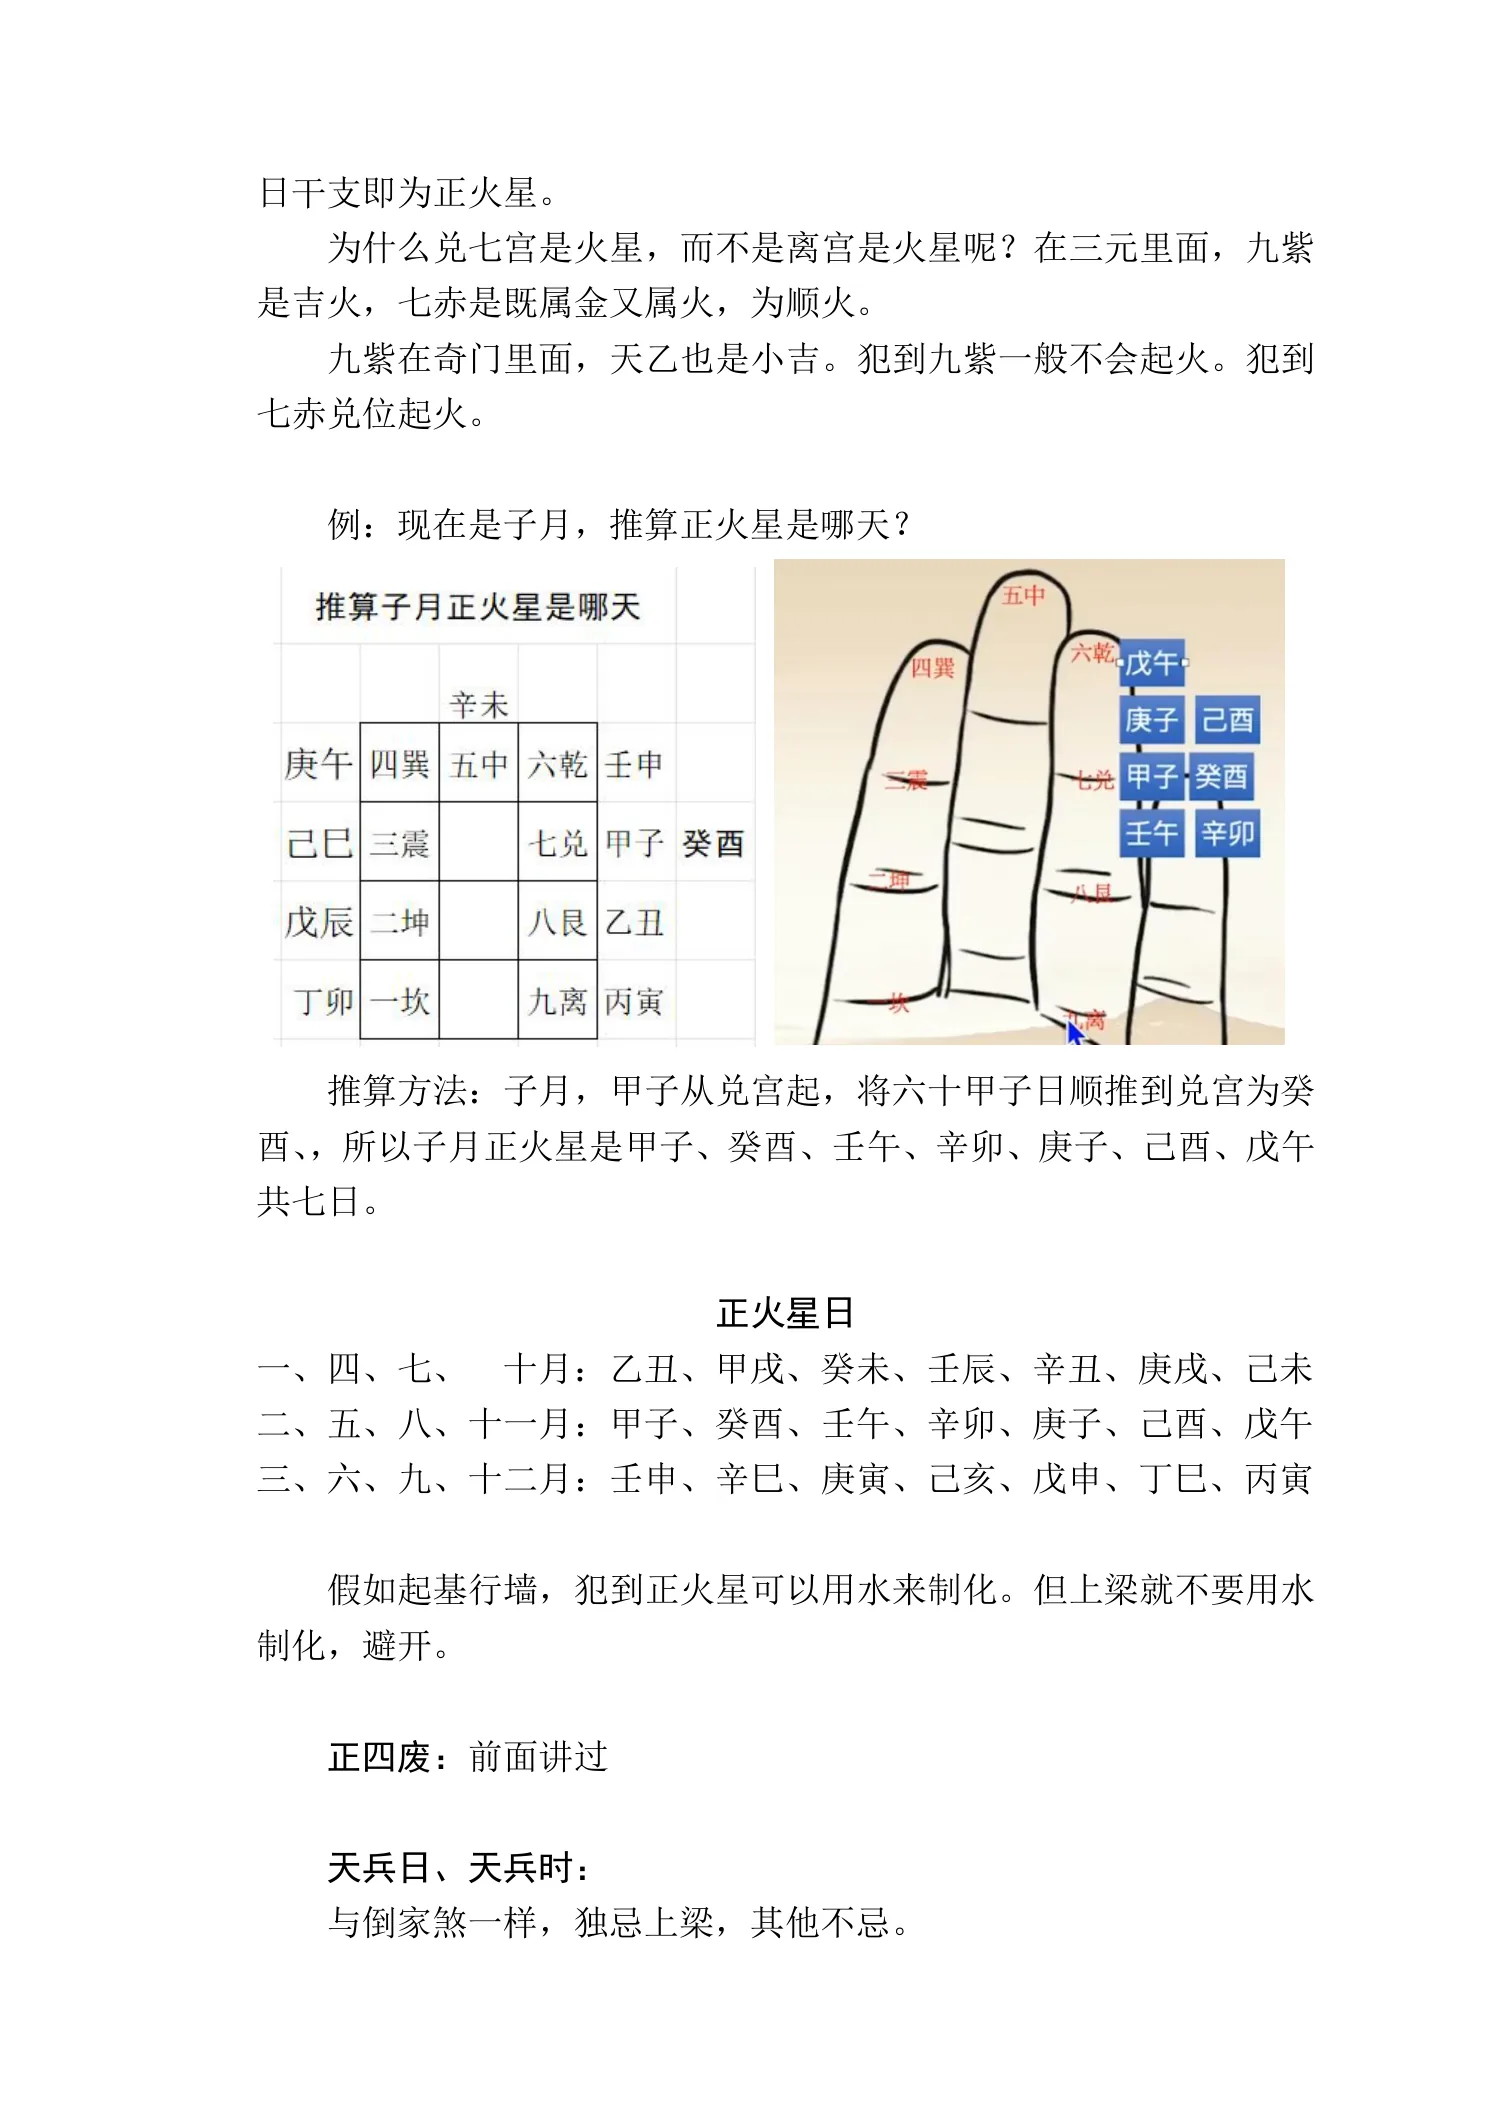 日干支即为正火星。
为什么兑七宫是火星，而不是离宫是火星呢？在三元里面，九紫
是吉火，七赤是既属金又属火，为顺火。
九紫在奇门里面，天乙也是小吉。犯到九紫一般不会起火。犯到
七赤兑位起火。
例：现在是子月，推算正火星是哪天？
推算子月正火星是哪天
辛未
庚午 四巽 五中 六乾 壬申
己巳 三震 七兑 甲子 癸酉
戊辰 二坤 八艮 乙丑
丁卯 一坎 九离 丙寅
五中
四巽
六乾 戊午
庚子 己酉
三震
七兑 甲子 癸酉
壬午 辛卯
二坤
八艮
一坎
九离
推算方法：子月，甲子从兑宫起，将六十甲子日顺推到兑宫为癸
酉、，所以子月正火星是甲子、癸酉、壬午、辛卯、庚子、己酉、戊午
共七日。
正火星日
一、四、七、　十月：乙丑、甲戌、癸未、壬辰、辛丑、庚戌、己未
二、五、八、十一月：甲子、癸酉、壬午、辛卯、庚子、己酉、戊午
三、六、九、十二月：壬申、辛巳、庚寅、己亥、戊申、丁巳、丙寅
假如起基行墙，犯到正火星可以用水来制化。但上梁就不要用水
制化，避开。
正四废：前面讲过
天兵日、天兵时：
与倒家煞一样，独忌上梁，其他不忌。